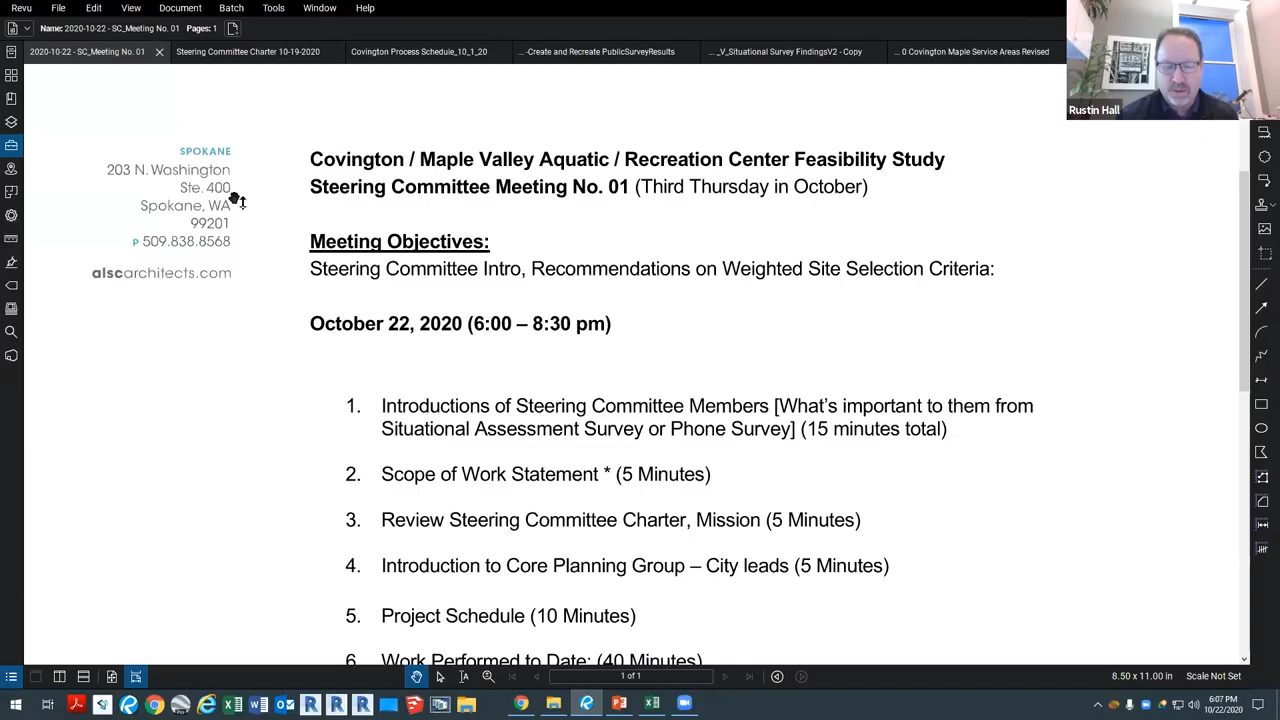 Revu File Edit View Document Batch Tools Window Help
Name: 2020-10-22 - SC_Meeting No. 01 Pages: 1
2020-10-22 - SC_Meeting No. 01
Steering Committee Charter 10-19-2020
Covington Process Schedule_10_1_20
...-Create and Recreate PublicSurveyResults
..._V_Situational Survey FindingsV2 - Copy
... 0 Covington Maple Service Areas Revised
Rustin Hall
SPOKANE
203 N. Washington
Ste. 400
Spokane, WA
99201
P 509.838.8568
alscarchitects.com
Covington / Maple Valley Aquatic / Recreation Center Feasibility Study
Steering Committee Meeting No. 01 (Third Thursday in October)
Meeting Objectives:
Steering Committee Intro, Recommendations on Weighted Site Selection Criteria:
October 22, 2020 (6:00 – 8:30 pm)
1. Introductions of Steering Committee Members [What's important to them from
Situational Assessment Survey or Phone Survey] (15 minutes total)
2. Scope of Work Statement * (5 Minutes)
3. Review Steering Committee Charter, Mission (5 Minutes)
4. Introduction to Core Planning Group – City leads (5 Minutes)
5. Project Schedule (10 Minutes)
6. Work Performed to Date: (40 Minutes)
1 of 1
8.50 x 11.00 in
Scale Not Set
6:07 PM
10/22/2020